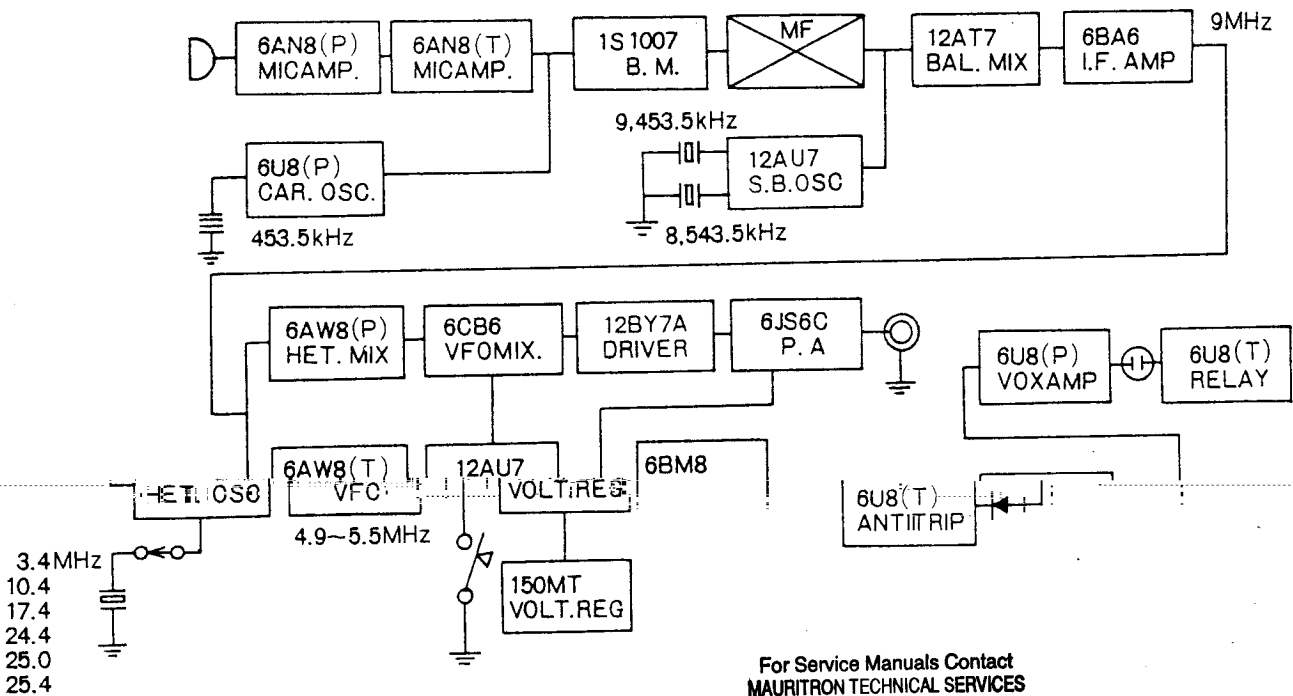 6AN8(P)
MICAMP.
6AN8(T)
MICAMP.
1S1007
B. M.
MF
12AT7
BAL. MIX
6BA6
I.F. AMP
9MHz
6U8(P)
CAR. OSC.
453.5kHz
9,453.5kHz
12AU7
S.B.OSC
8,543.5kHz
6AW8(P)
HET. MIX
6CB6
VFOMIX.
12BY7A
DRIVER
6JS6C
P. A
6U8(P)
VOXAMP
6U8(T)
RELAY
6AW8(T)
12AU7
6BM8
OSC
VOLT.REG
4.9~5.5MHz
6U8(T)
150MT
VOLT.REG
3.4MHz
10.4
17.4
24.4
25.0
25.4
For Service Manuals Contact
MAURITRON TECHNICAL SERVICES